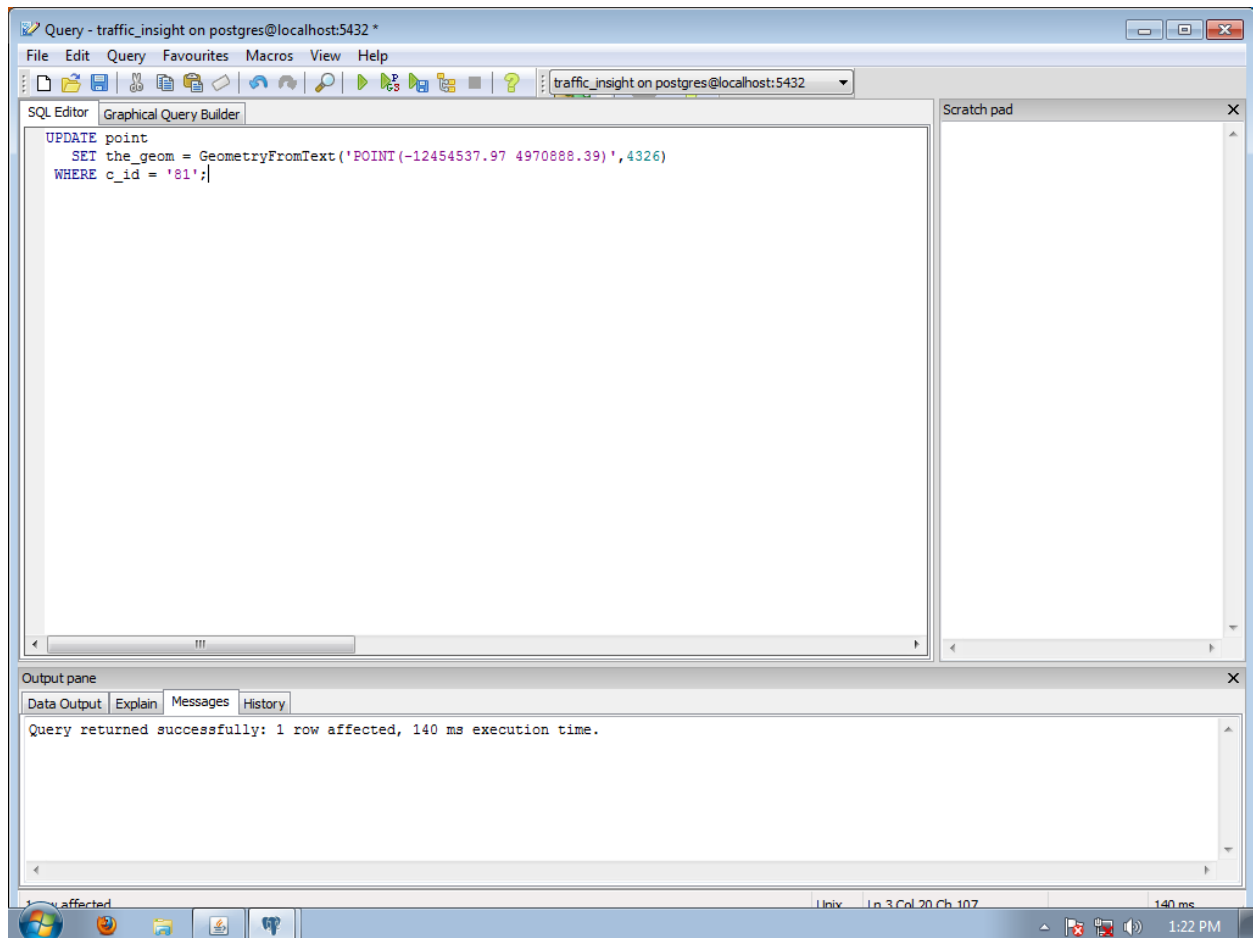 Query - traffic_insight on postgres@localhost:5432 *
File Edit Query Favourites Macros View Help
traffic_insight on postgres@localhost:5432
SQL Editor Graphical Query Builder
Scratch pad
UPDATE point
SET the_geom = GeometryFromText('POINT(-12454537.97 4970888.39)',4326)
WHERE c_id = '81';
Output pane
Data Output Explain Messages History
Query returned successfully: 1 row affected, 140 ms execution time.
affected Unix Ln 3 Col 20 Ch 107 140 ms
1:22 PM